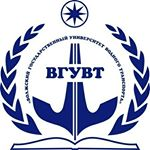 ВОЛЖСКИЙ ГОСУДАРСТВЕННЫЙ УНИВЕРСИТЕТ ВОДНОГО ТРАНСПОРТА
ВГУВТ